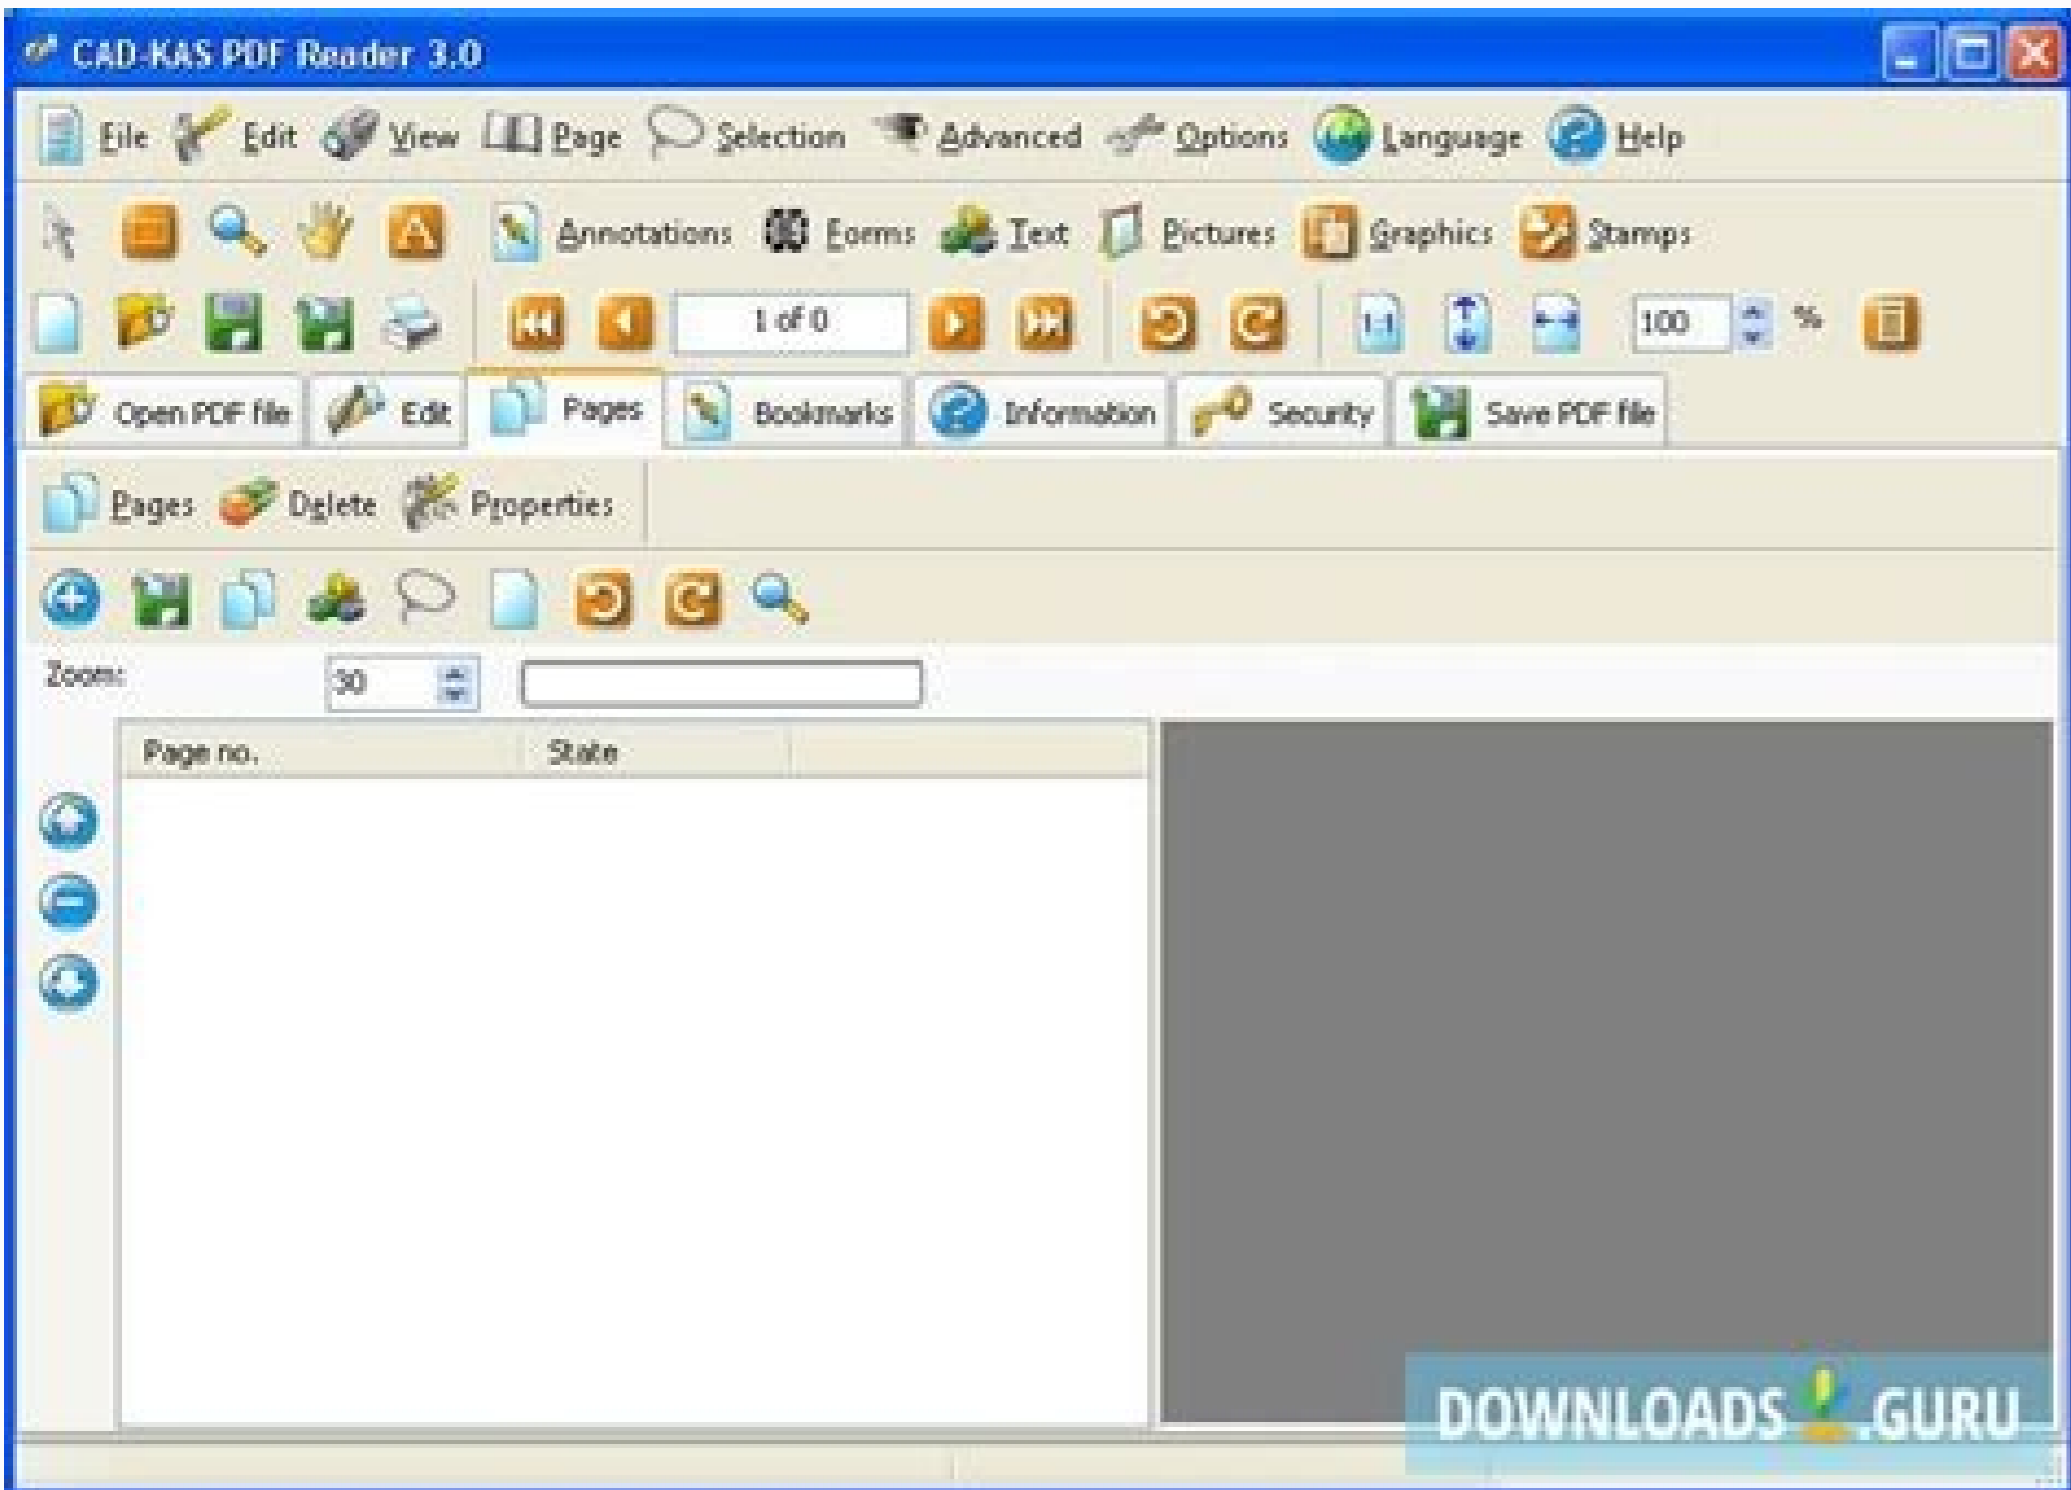 CAD-KAS PDF Reader 3.0
File Edit View Page Selection Advanced Options Language Help
A Annotations Forms Text Pictures Graphics Stamps
1 of 0 1-1 100 %
Open PDF file Edit Pages Bookmarks Information Security Save PDF file
Pages Delete Properties
Zoom: 30
Page no. State
DOWNLOADS .GURU